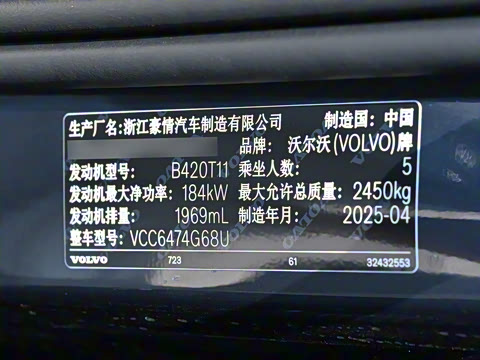 生产厂名:浙江豪情汽车制造有限公司 制造国: 中国
品牌: 沃尔沃(VOLVO)牌
发动机型号: B420T11 乘坐人数: 5
发动机最大净功率: 184kW 最大允许总质量: 2450kg
发动机排量: 1969mL 制造年月: 2025-04
整车型号: VCC6474G68U
VOLVO 723 61 32432553